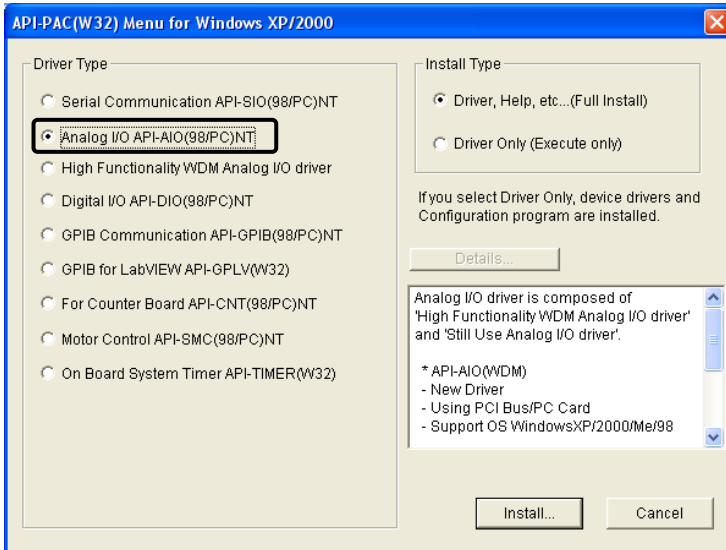 API-PAC(W32) Menu for Windows XP/2000
Driver Type
Serial Communication API-SIO(98/PC)NT
Analog I/O API-AIO(98/PC)NT
High Functionality WDM Analog I/O driver
Digital I/O API-DIO(98/PC)NT
GPIB Communication API-GPIB(98/PC)NT
GPIB for LabVIEW API-GPLV(W32)
For Counter Board API-CNT(98/PC)NT
Motor Control API-SMC(98/PC)NT
On Board System Timer API-TIMER(W32)
Install Type
Driver, Help, etc...(Full Install)
Driver Only (Execute only)
If you select Driver Only, device drivers and
Configuration program are installed.
Details...
Analog I/O driver is composed of
'High Functionality WDM Analog I/O driver'
and 'Still Use Analog I/O driver'.
* API-AIO(WDM)
- New Driver
- Using PCI Bus/PC Card
- Support OS WindowsXP/2000/Me/98
Install...
Cancel